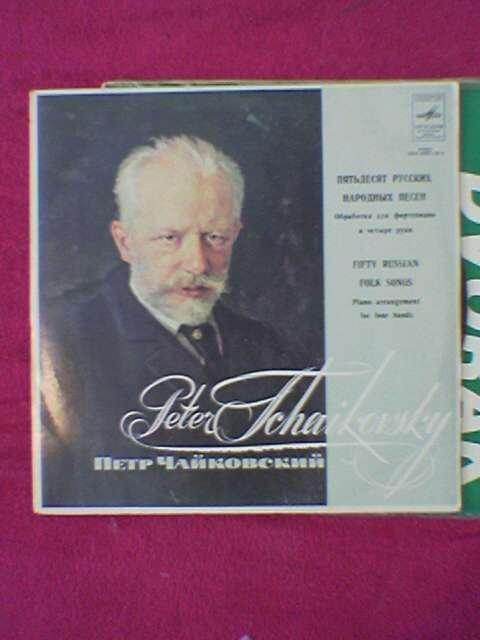 ПЯТЬДЕСЯТ РУССКИХ
НАРОДНЫХ ПЕСЕН
Обработка для фортепиано
в четыре руки
FIFTY RUSSIAN
FOLK SONGS
Piano arrangement
for four hands
Peter Tchaikovsky
ПЕТР ЧАЙКОВСКИЙ